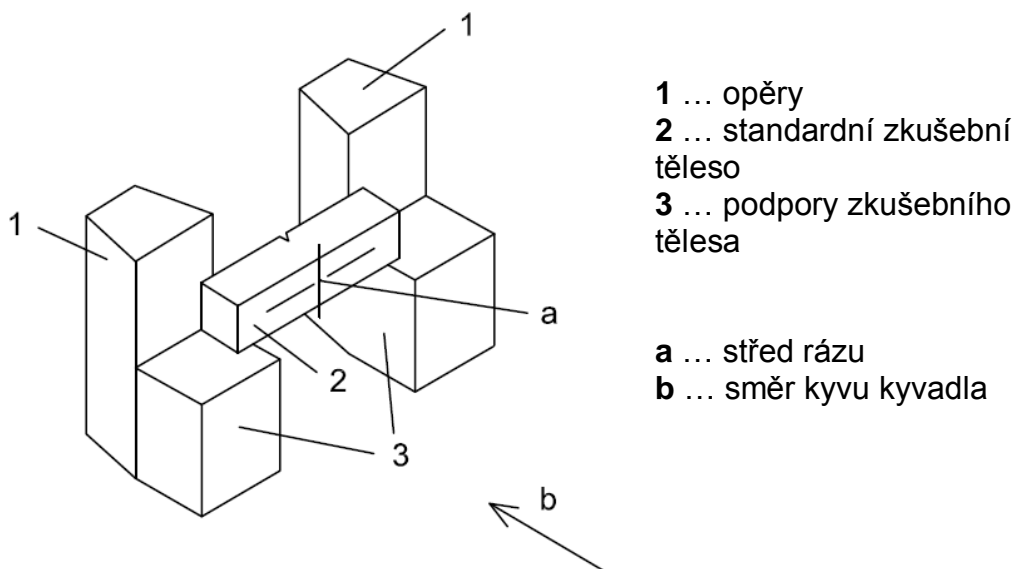 1
1 … opěry
2 … standardní zkušební
těleso
3 … podpory zkušebního
tělesa
1
a
a … střed rázu
2
b … směr kyvu kyvadla
3
b